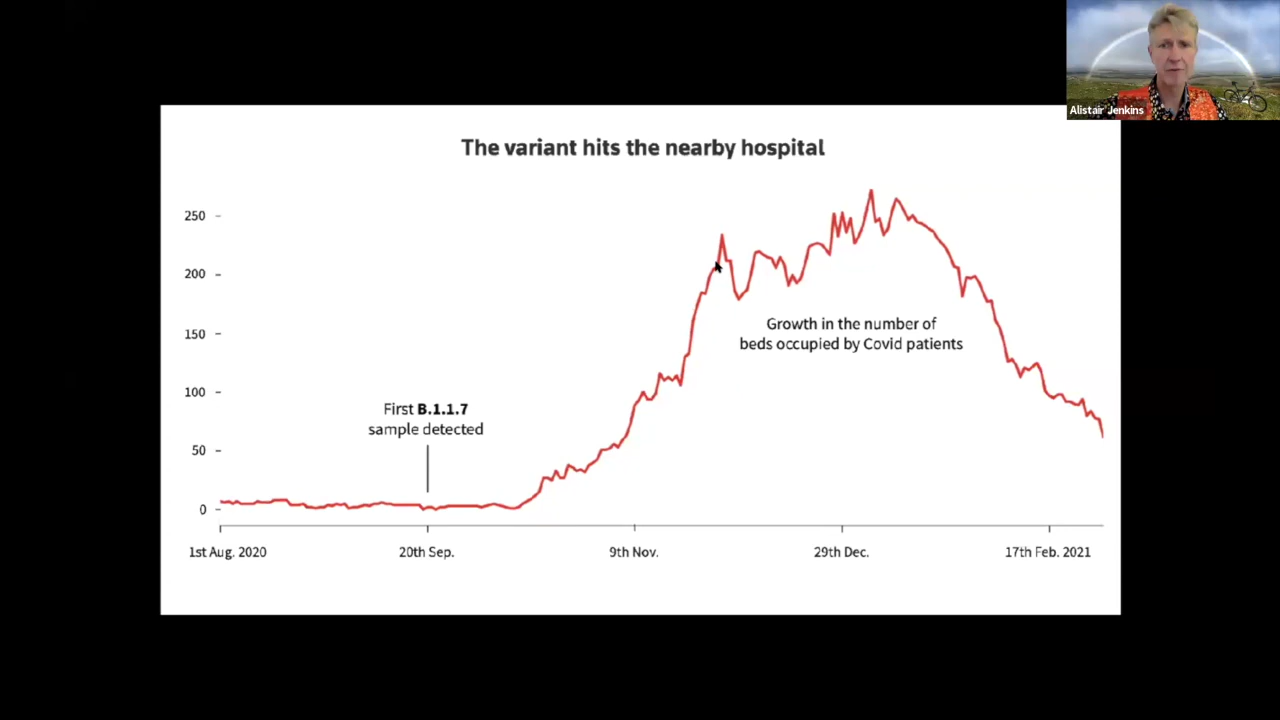 Alistair Jenkins
The variant hits the nearby hospital
250
200
150
100
50
0
First B.1.1.7
sample detected
Growth in the number of
beds occupied by Covid patients
1st Aug. 2020
20th Sep.
9th Nov.
29th Dec.
17th Feb. 2021